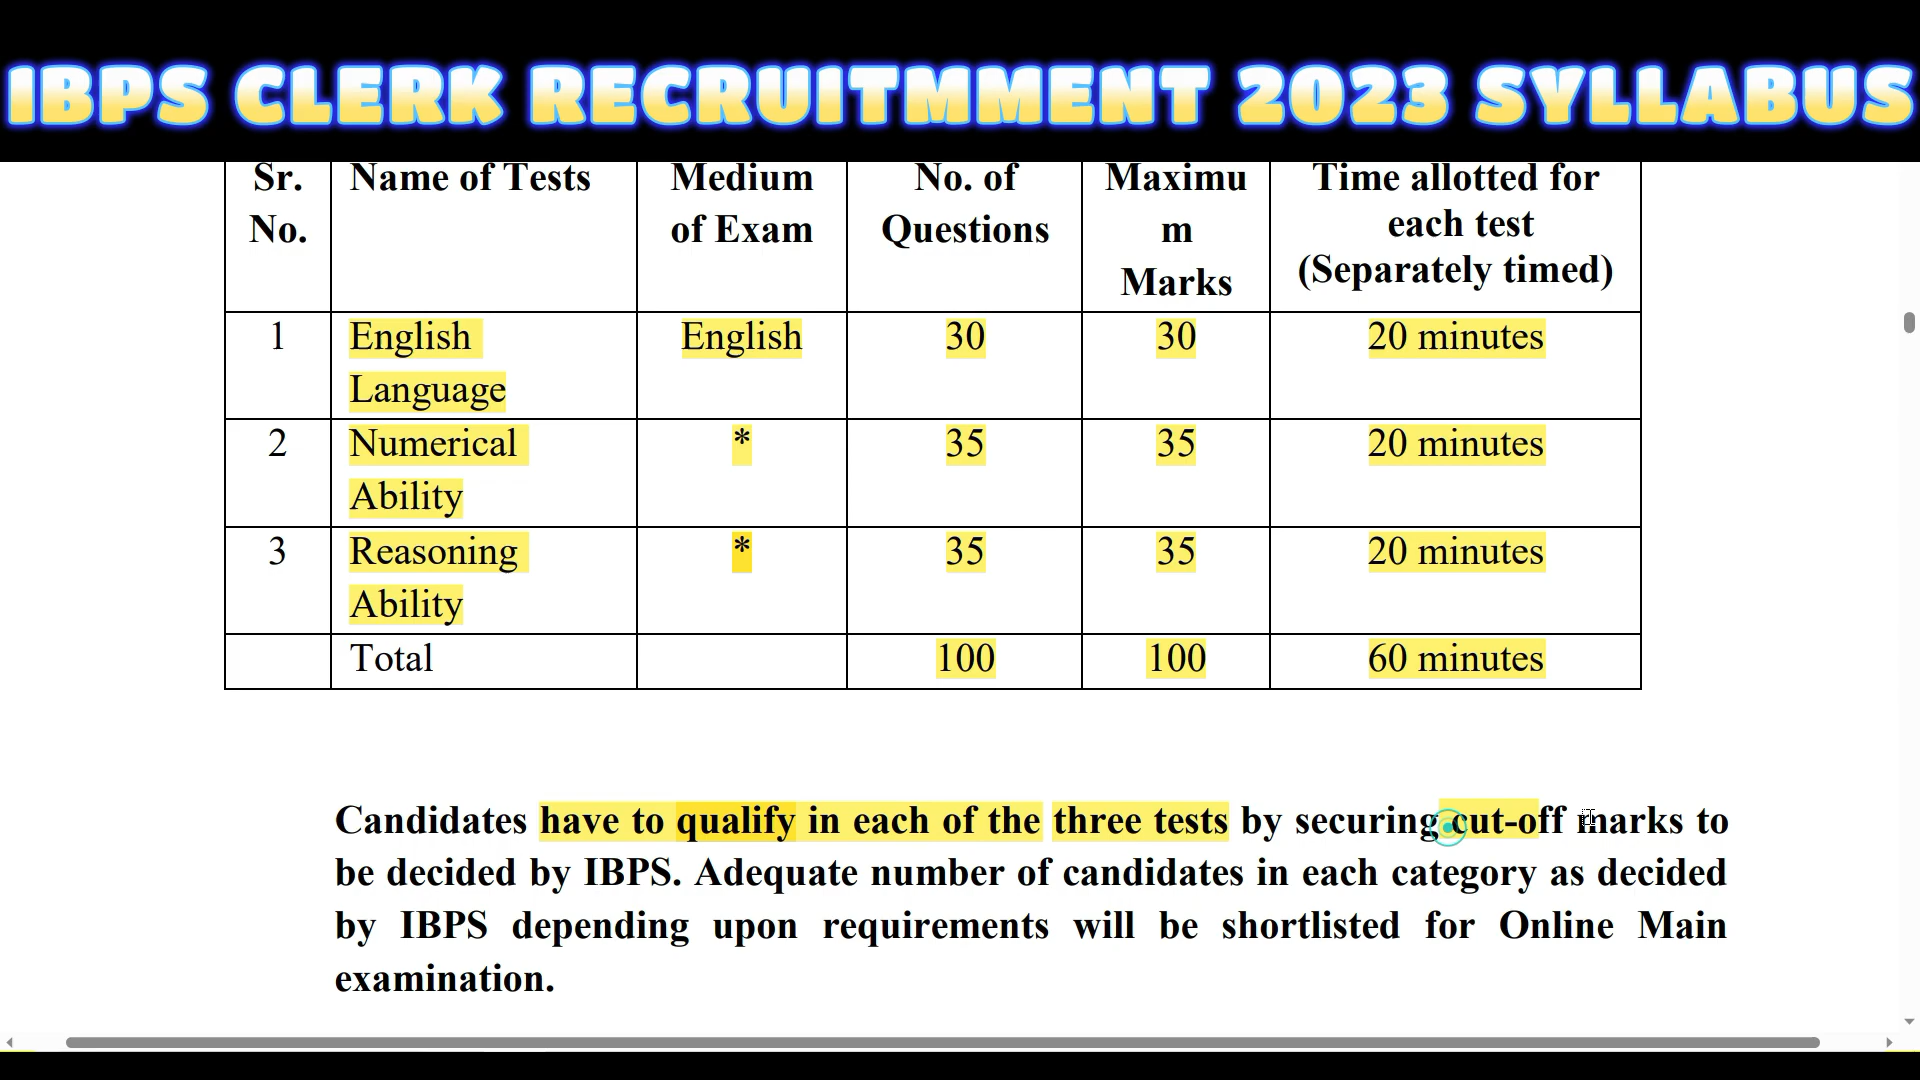 IBPS CLERK RECRUITMMENT 2023 SYLLABUS
Sr. No. Name of Tests Medium of Exam No. of Questions Maximu m Marks Time allotted for each test (Separately timed)
1 English Language English 30 30 20 minutes
2 Numerical Ability * 35 35 20 minutes
3 Reasoning Ability * 35 35 20 minutes
Total 100 100 60 minutes
Candidates have to qualify in each of the three tests by securing cut-off marks to
be decided by IBPS. Adequate number of candidates in each category as decided
by IBPS depending upon requirements will be shortlisted for Online Main
examination.